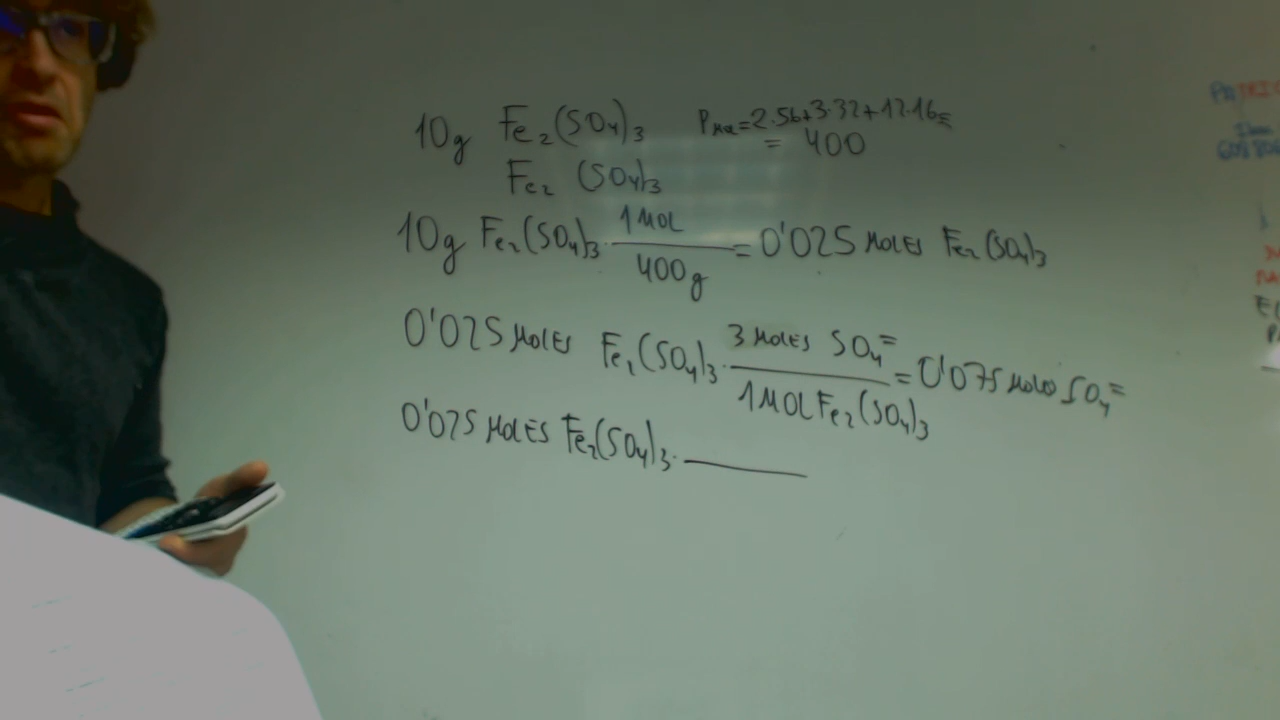 10g Fe₂(SO₄)₃ PMol=2·56+3·32+12·16=
= 400
Fe₂ (SO₄)₃
10g Fe₂(SO₄)₃· 1 MOL / 400g = 0'025 MOLES Fe₂(SO₄)₃
0'025 MOLES Fe₂(SO₄)₃· 3 MOLES SO₄⁼ / 1 MOL Fe₂(SO₄)₃ = 0'075 MOLES SO₄⁼
0'025 MOLES Fe₂(SO₄)₃·